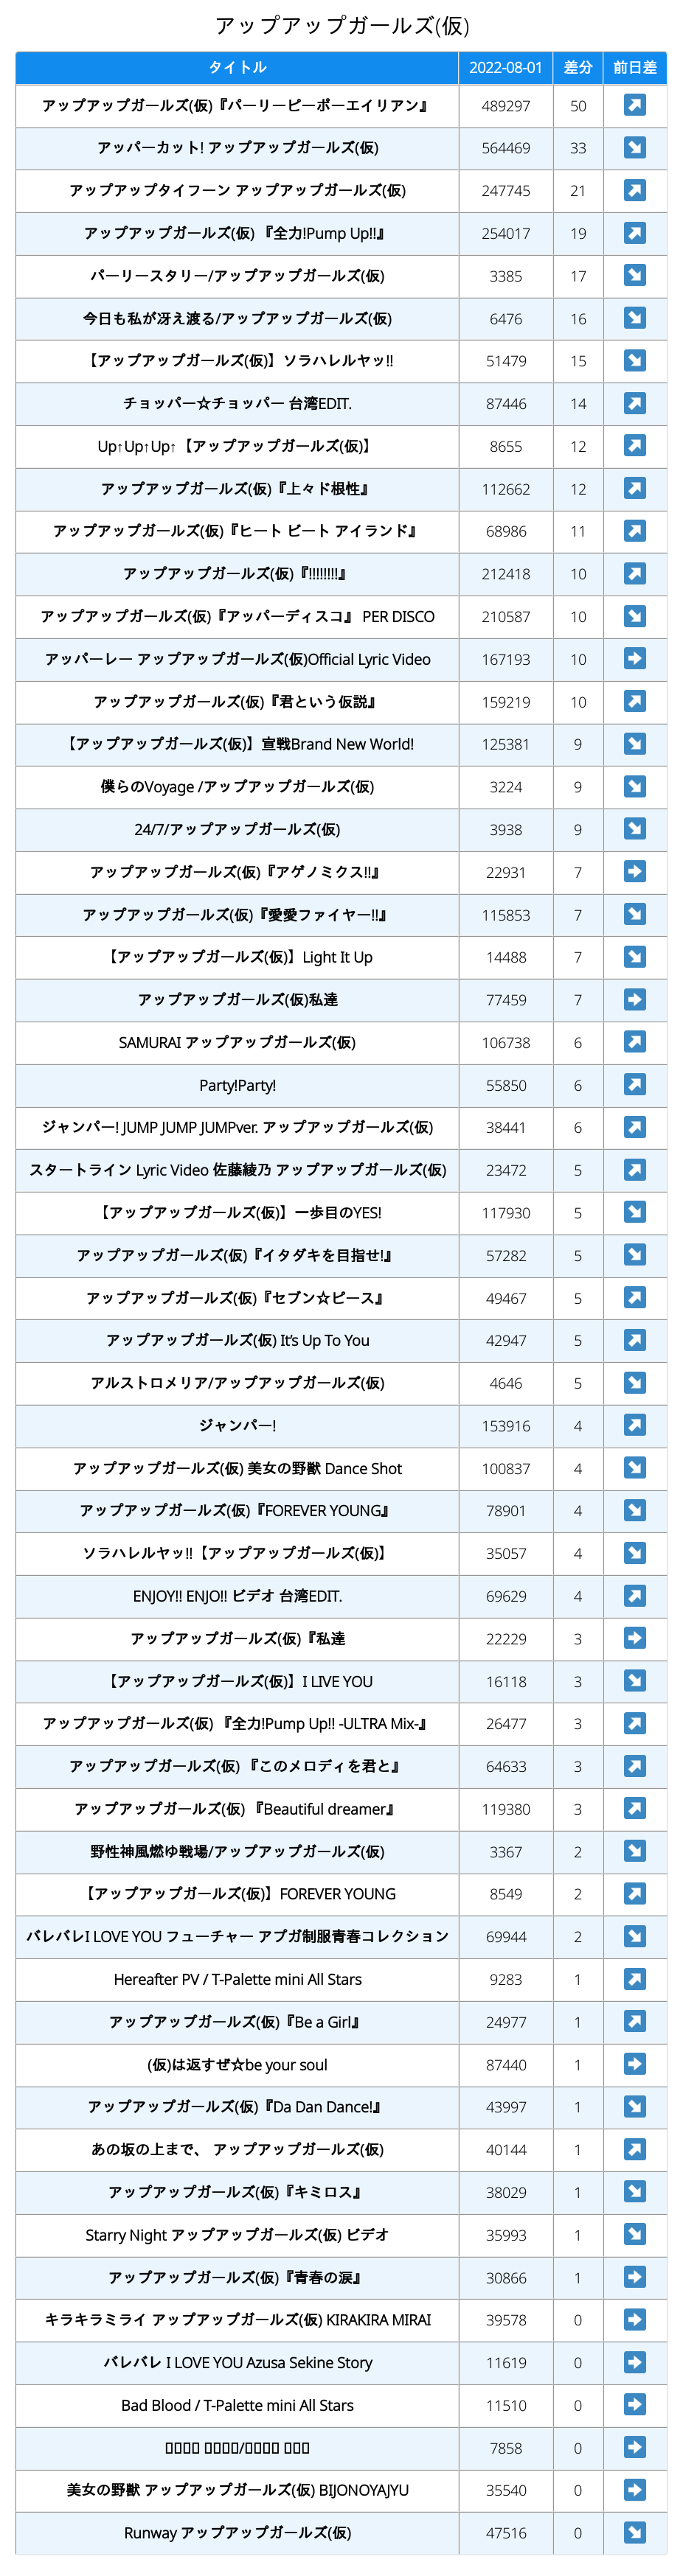 アップアップガールズ(仮)
タイトル 2022-08-01 差分 前日差
アップアップガールズ(仮)『パーリーピーポーエイリアン』 489297 50 ↗
アッパーカット! アップアップガールズ(仮) 564469 33 ↘
アップアップタイフーン アップアップガールズ(仮) 247745 21 ↗
アップアップガールズ(仮) 『全力!Pump Up!!』 254017 19 ↗
パーリースタリー/アップアップガールズ(仮) 3385 17 ↘
今日も私が冴え渡る/アップアップガールズ(仮) 6476 16 ↘
【アップアップガールズ(仮)】ソラハレルヤッ!! 51479 15 ↘
チョッパー☆チョッパー 台湾EDIT. 87446 14 ↗
Up↑Up↑Up↑【アップアップガールズ(仮)】 8655 12 ↗
アップアップガールズ(仮)『上々ド根性』 112662 12 ↗
アップアップガールズ(仮)『ヒート ビート アイランド』 68986 11 ↗
アップアップガールズ(仮)『!!!!!!!!』 212418 10 ↗
アップアップガールズ(仮)『アッパーディスコ』 PER DISCO 210587 10 ↘
アッパーレー アップアップガールズ(仮)Official Lyric Video 167193 10 ➡
アップアップガールズ(仮)『君という仮説』 159219 10 ↗
【アップアップガールズ(仮)】宣戦Brand New World! 125381 9 ↘
僕らのVoyage /アップアップガールズ(仮) 3224 9 ↘
24/7/アップアップガールズ(仮) 3938 9 ↘
アップアップガールズ(仮)『アゲノミクス!!』 22931 7 ➡
アップアップガールズ(仮)『愛愛ファイヤー!!』 115853 7 ↘
【アップアップガールズ(仮)】Light It Up 14488 7 ↘
アップアップガールズ(仮)私達 77459 7 ➡
SAMURAI アップアップガールズ(仮) 106738 6 ↗
Party!Party! 55850 6 ↗
ジャンパー! JUMP JUMP JUMPver. アップアップガールズ(仮) 38441 6 ↗
スタートライン Lyric Video 佐藤綾乃 アップアップガールズ(仮) 23472 5 ↗
【アップアップガールズ(仮)】一歩目のYES! 117930 5 ↘
アップアップガールズ(仮)『イタダキを目指せ!』 57282 5 ↘
アップアップガールズ(仮)『セブン☆ピース』 49467 5 ↗
アップアップガールズ(仮) It's Up To You 42947 5 ↗
アルストロメリア/アップアップガールズ(仮) 4646 5 ↘
ジャンパー! 153916 4 ↗
アップアップガールズ(仮) 美女の野獣 Dance Shot 100837 4 ↘
アップアップガールズ(仮)『FOREVER YOUNG』 78901 4 ↘
ソラハレルヤッ!!【アップアップガールズ(仮)】 35057 4 ↘
ENJOY!! ENJO!! ビデオ 台湾EDIT. 69629 4 ↗
アップアップガールズ(仮)『私達 22229 3 ➡
【アップアップガールズ(仮)】I LIVE YOU 16118 3 ↘
アップアップガールズ(仮) 『全力!Pump Up!! -ULTRA Mix-』 26477 3 ↗
アップアップガールズ(仮) 『このメロディを君と』 64633 3 ↗
アップアップガールズ(仮) 『Beautiful dreamer』 119380 3 ↗
野性神風燃ゆ戦場/アップアップガールズ(仮) 3367 2 ↘
【アップアップガールズ(仮)】FOREVER YOUNG 8549 2 ↗
バレバレI LOVE YOU フューチャー アプガ制服青春コレクション 69944 2 ↘
Hereafter PV / T-Palette mini All Stars 9283 1 ↗
アップアップガールズ(仮)『Be a Girl』 24977 1 ↗
(仮)は返すぜ☆be your soul 87440 1 ➡
アップアップガールズ(仮)『Da Dan Dance!』 43997 1 ↘
あの坂の上まで、 アップアップガールズ(仮) 40144 1 ↗
アップアップガールズ(仮)『キミロス』 38029 1 ↘
Starry Night アップアップガールズ(仮) ビデオ 35993 1 ↘
アップアップガールズ(仮)『青春の涙』 30866 1 ➡
キラキラミライ アップアップガールズ(仮) KIRAKIRA MIRAI 39578 0 ➡
バレバレ I LOVE YOU Azusa Sekine Story 11619 0 ➡
Bad Blood / T-Palette mini All Stars 11510 0 ➡
▯▯▯▯ ▯▯▯▯/▯▯▯▯ ▯▯▯ 7858 0 ➡
美女の野獣 アップアップガールズ(仮) BIJONOYAJYU 35540 0 ➡
Runway アップアップガールズ(仮) 47516 0 ↘